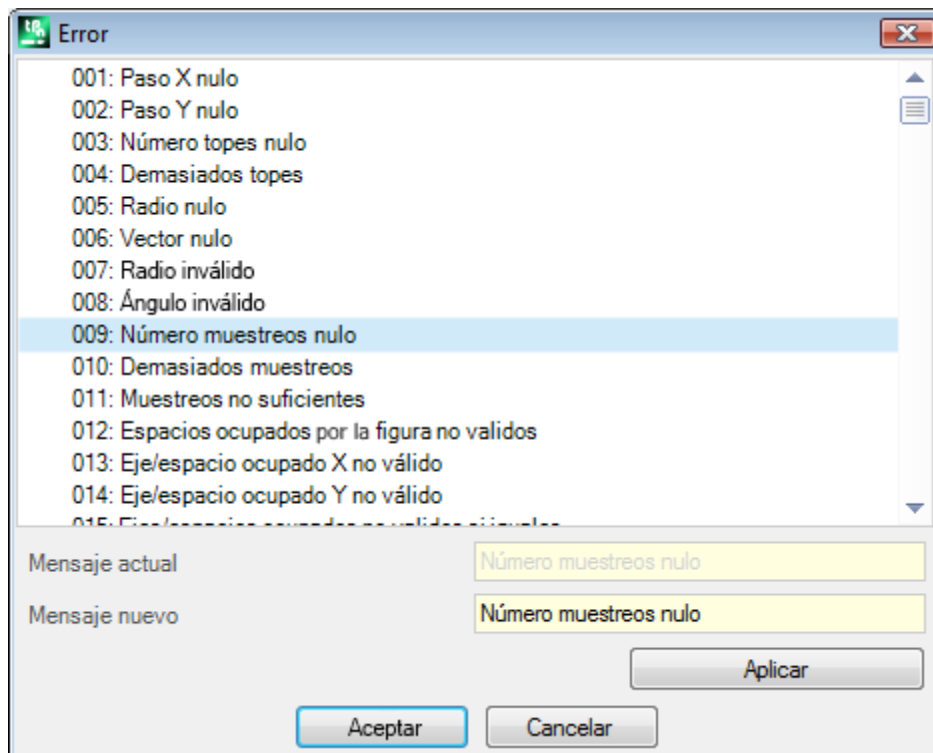 Error
001: Paso X nulo
002: Paso Y nulo
003: Número topes nulo
004: Demasiados topes
005: Radio nulo
006: Vector nulo
007: Radio inválido
008: Ángulo inválido
009: Número muestreos nulo
010: Demasiados muestreos
011: Muestreos no suficientes
012: Espacios ocupados por la figura no validos
013: Eje/espacio ocupado X no válido
014: Eje/espacio ocupado Y no válido
Mensaje actual Número muestreos nulo
Mensaje nuevo Número muestreos nulo
Aplicar
Aceptar Cancelar